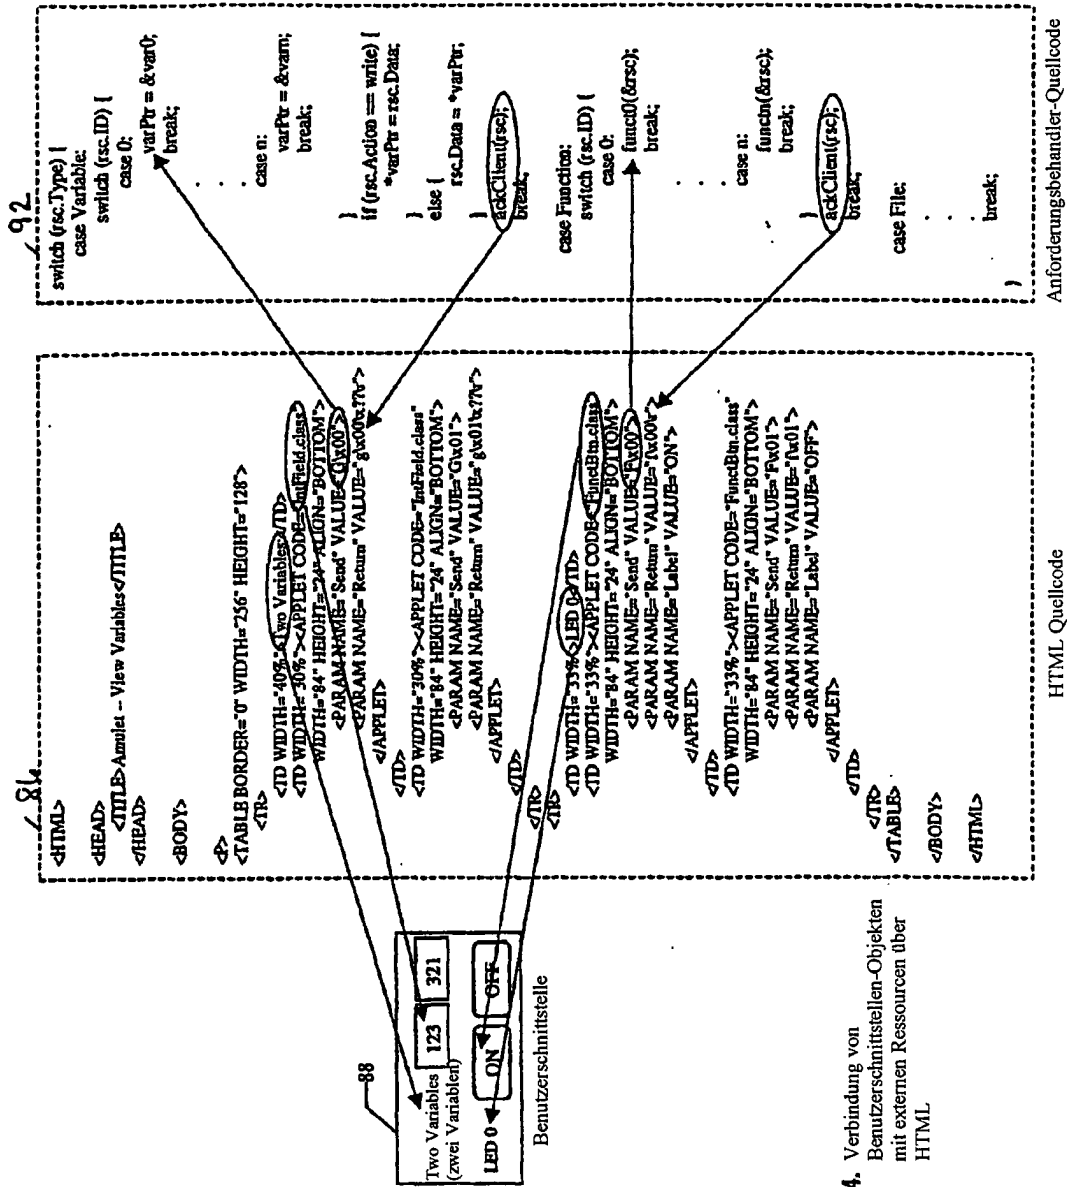 88
Two Variables
(zwei Variablen)
123
321
LED 0
ON
OFF
Benutzerschnittstelle
4. Verbindung von
Benutzerschnittstellen-Objekten
mit externen Ressourcen über
HTML
86
<HTML>
<HEAD>
<TITLE>Amulet – View Variables</TITLE>
</HEAD>
<BODY>
<P>
<TABLE BORDER="0" WIDTH="256" HEIGHT="128">
<TR>
<TD WIDTH="40%">Two Variables</TD>
<TD WIDTH="30%"><APPLET CODE="IntField.class"
WIDTH="84" HEIGHT="24" ALIGN="BOTTOM">
<PARAM NAME="Send" VALUE="G\x00">
<PARAM NAME="Return" VALUE="g\x00\x??\r">
</APPLET>
</TD>
<TD WIDTH="30%"><APPLET CODE="IntField.class"
WIDTH="84" HEIGHT="24" ALIGN="BOTTOM">
<PARAM NAME="Send" VALUE="G\x01">
<PARAM NAME="Return" VALUE="g\x01\x??\r">
</APPLET>
</TD>
</TR>
<TR>
<TD WIDTH="33%">LED 0</TD>
<TD WIDTH="33%"><APPLET CODE="FunctBtn.class"
WIDTH="84" HEIGHT="24" ALIGN="BOTTOM">
<PARAM NAME="Send" VALUE="F\x00">
<PARAM NAME="Return" VALUE="f\x00\r">
<PARAM NAME="Label" VALUE="ON">
</APPLET>
</TD>
<TD WIDTH="33%"><APPLET CODE="FunctBtn.class"
WIDTH="84" HEIGHT="24" ALIGN="BOTTOM">
<PARAM NAME="Send" VALUE="F\x01">
<PARAM NAME="Return" VALUE="f\x01">
<PARAM NAME="Label" VALUE="OFF">
</APPLET>
</TD>
</TR>
</TABLE>
</BODY>
</HTML>
HTML Quellcode
92
switch (rsc.Type) {
case Variable:
switch (rsc.ID) {
case 0:
varPtr = &var0;
break;
. . .
case n:
varPtr = &varn;
break;
}
if (rsc.Action == write) {
*varPtr = rsc.Data;
}
else {
rsc.Data = *varPtr;
}
ackClient(rsc);
break;
case Function:
switch (rsc.ID) {
case 0:
funct0(&rsc);
break;
. . .
case n:
functn(&rsc);
break;
}
ackClient(rsc);
break;
case File:
. . .
break;
}
Anforderungsbehandler-Quellcode